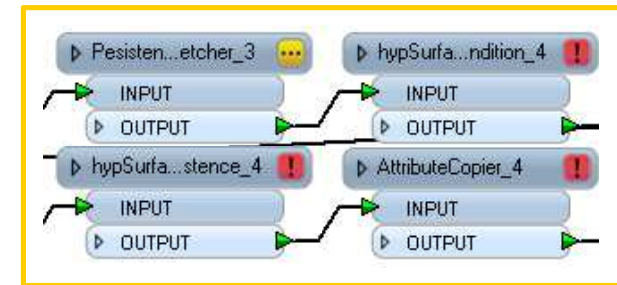 Pesisten...etcher_3 ... hypSurfa...ndition_4 !
INPUT INPUT
OUTPUT OUTPUT
hypSurfa...stence_4 ! AttributeCopier_4 !
INPUT INPUT
OUTPUT OUTPUT